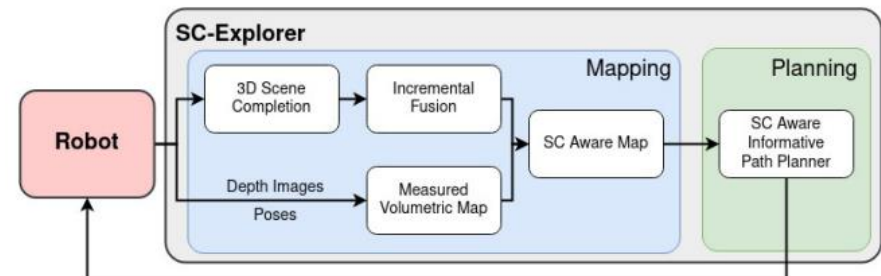 SC-Explorer
Mapping
Planning
3D Scene
Completion
Incremental
Fusion
Robot
SC Aware Map
SC Aware
Informative
Path Planner
Depth Images
Poses
Measured
Volumetric Map